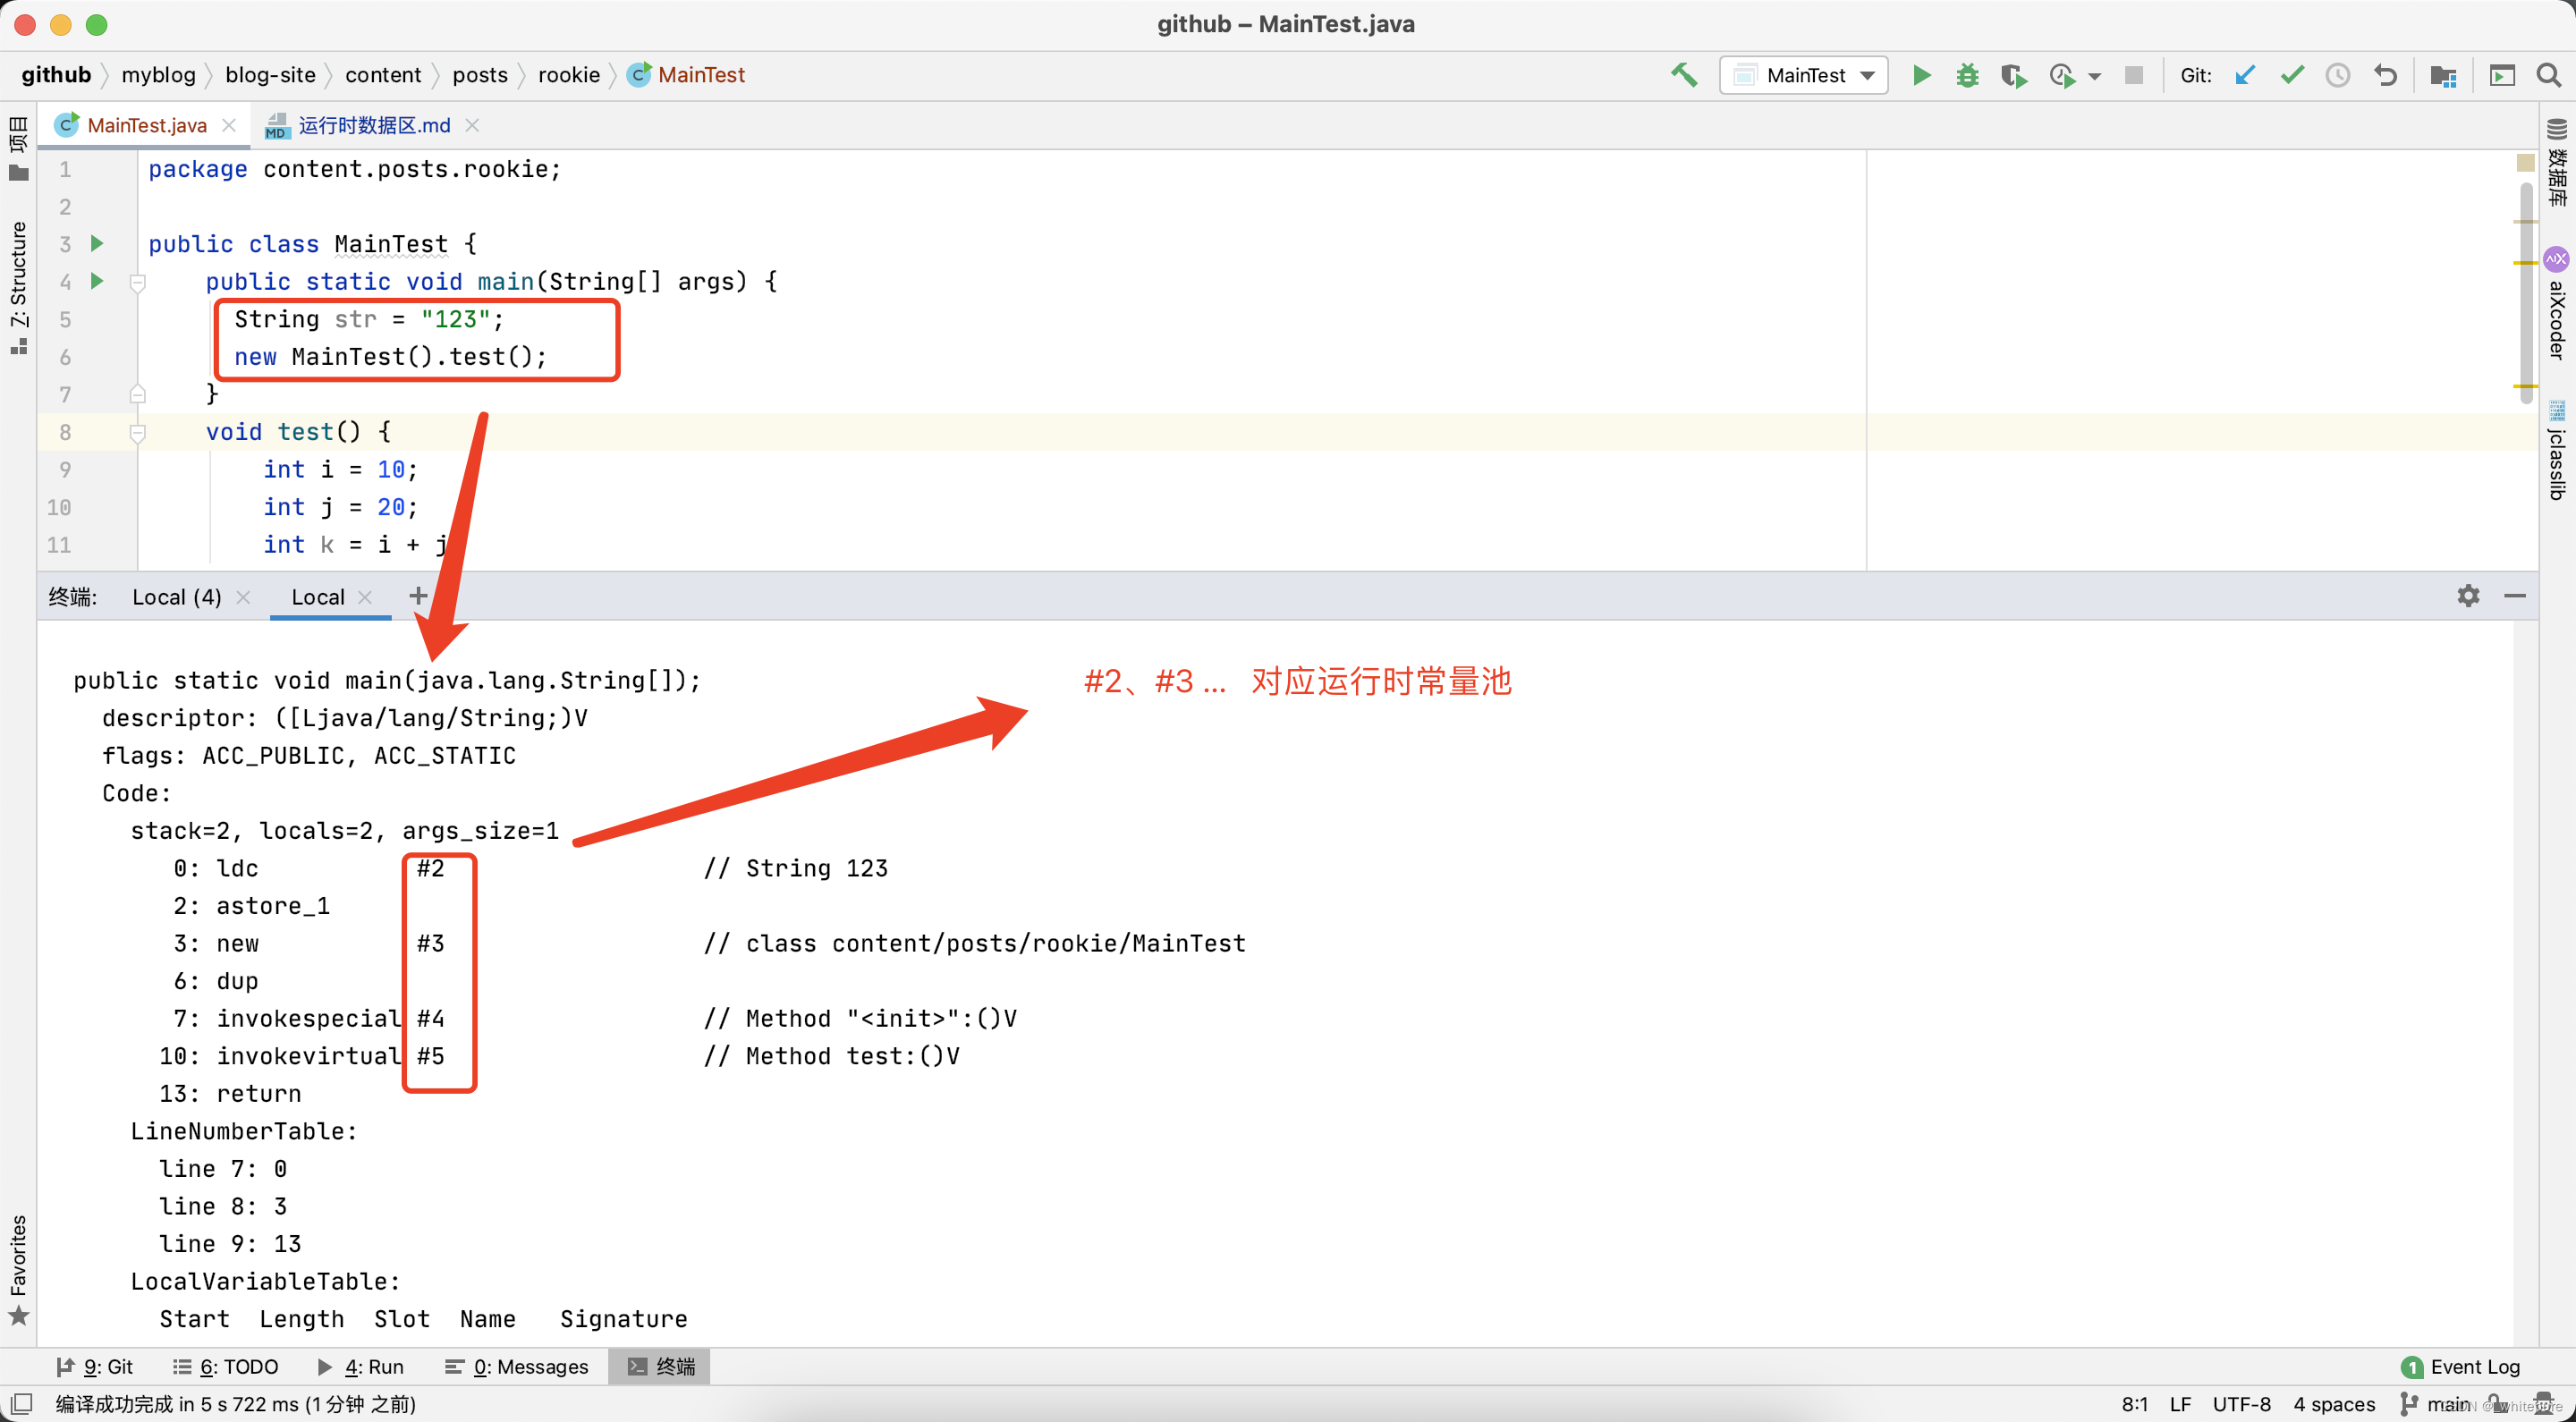 github – MainTest.java
github myblog blog-site content posts rookie MainTest
MainTest
Git:
项目
Z: Structure
Favorites
MainTest.java
运行时数据区.md
1 package content.posts.rookie;
2
3 public class MainTest {
4 public static void main(String[] args) {
5 String str = "123";
6 new MainTest().test();
7 }
8 void test() {
9 int i = 10;
10 int j = 20;
11 int k = i + j
数据库
aiXcoder
jclasslib
终端: Local (4) Local +
public static void main(java.lang.String[]);
descriptor: ([Ljava/lang/String;)V
flags: ACC_PUBLIC, ACC_STATIC
Code:
stack=2, locals=2, args_size=1
0: ldc #2 // String 123
2: astore_1
3: new #3 // class content/posts/rookie/MainTest
6: dup
7: invokespecial #4 // Method "<init>":()V
10: invokevirtual #5 // Method test:()V
13: return
LineNumberTable:
line 7: 0
line 8: 3
line 9: 13
LocalVariableTable:
Start Length Slot Name Signature
#2、#3 ... 对应运行时常量池
9: Git 6: TODO 4: Run 0: Messages 终端
1 Event Log
编译成功完成 in 5 s 722 ms (1 分钟 之前)
8:1 LF UTF-8 4 spaces main